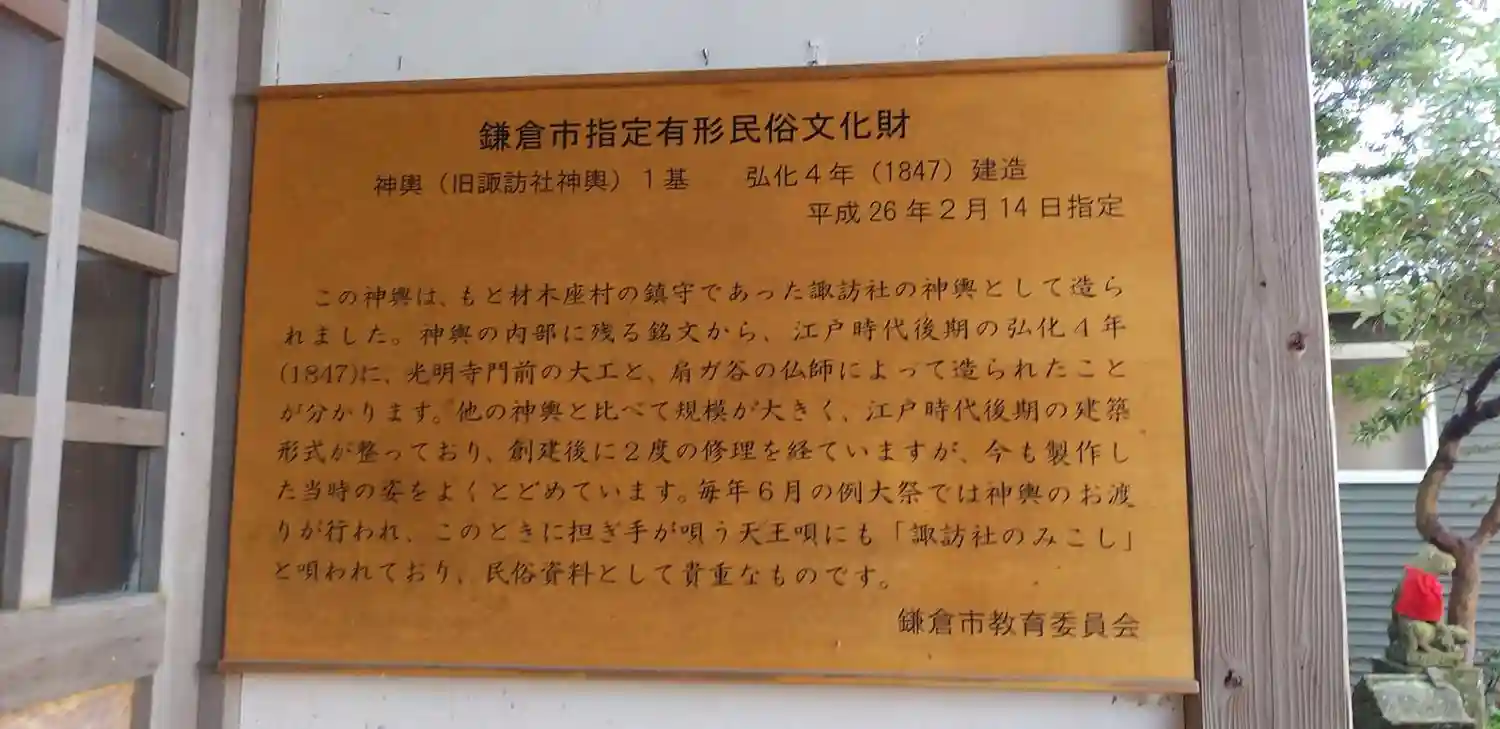 鎌倉市指定有形民俗文化財
神輿（旧諏訪社神輿）１基　　弘化４年（1847）建造
平成26年２月14日指定
この神輿は、もと材木座村の鎮守であった諏訪社の神輿として造ら
れました。神輿の内部に残る銘文から、江戸時代後期の弘化４年
(1847)に、光明寺門前の大工と、扇ガ谷の仏師によって造られたこと
が分かります。他の神輿と比べて規模が大きく、江戸時代後期の建築
形式が整っており、創建後に２度の修理を経ていますが、今も製作し
た当時の姿をよくとどめています。毎年６月の例大祭では神輿のお渡
りが行われ、このときに担ぎ手が唄う天王唄にも「諏訪社のみこし」
と唄われており、民俗資料として貴重なものです。
鎌倉市教育委員会